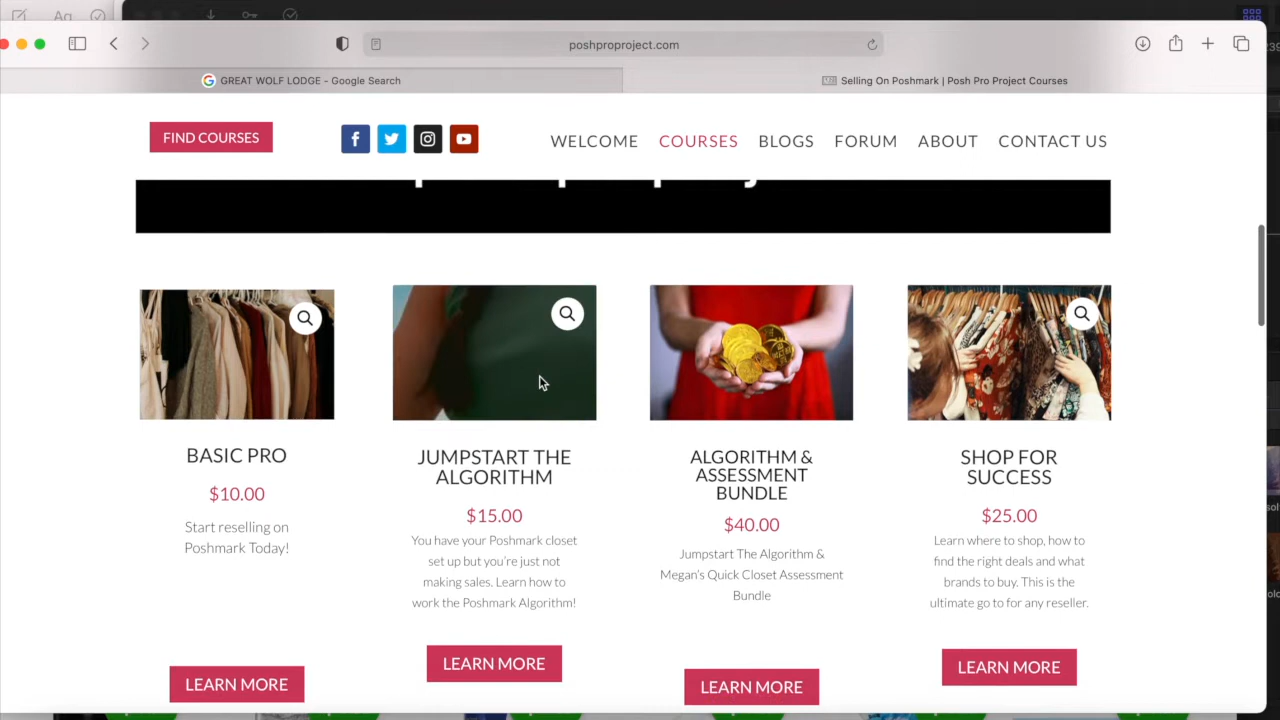 Aa
poshproproject.com
GREAT WOLF LODGE - Google Search
Selling On Poshmark | Posh Pro Project Courses
FIND COURSES
WELCOME COURSES BLOGS FORUM ABOUT CONTACT US
BASIC PRO
$10.00
Start reselling on
Poshmark Today!
LEARN MORE
JUMPSTART THE
ALGORITHM
$15.00
You have your Poshmark closet
set up but you're just not
making sales. Learn how to
work the Poshmark Algorithm!
LEARN MORE
ALGORITHM &
ASSESSMENT
BUNDLE
$40.00
Jumpstart The Algorithm &
Megan's Quick Closet Assessment
Bundle
LEARN MORE
SHOP FOR
SUCCESS
$25.00
Learn where to shop, how to
find the right deals and what
brands to buy. This is the
ultimate go to for any reseller.
LEARN MORE